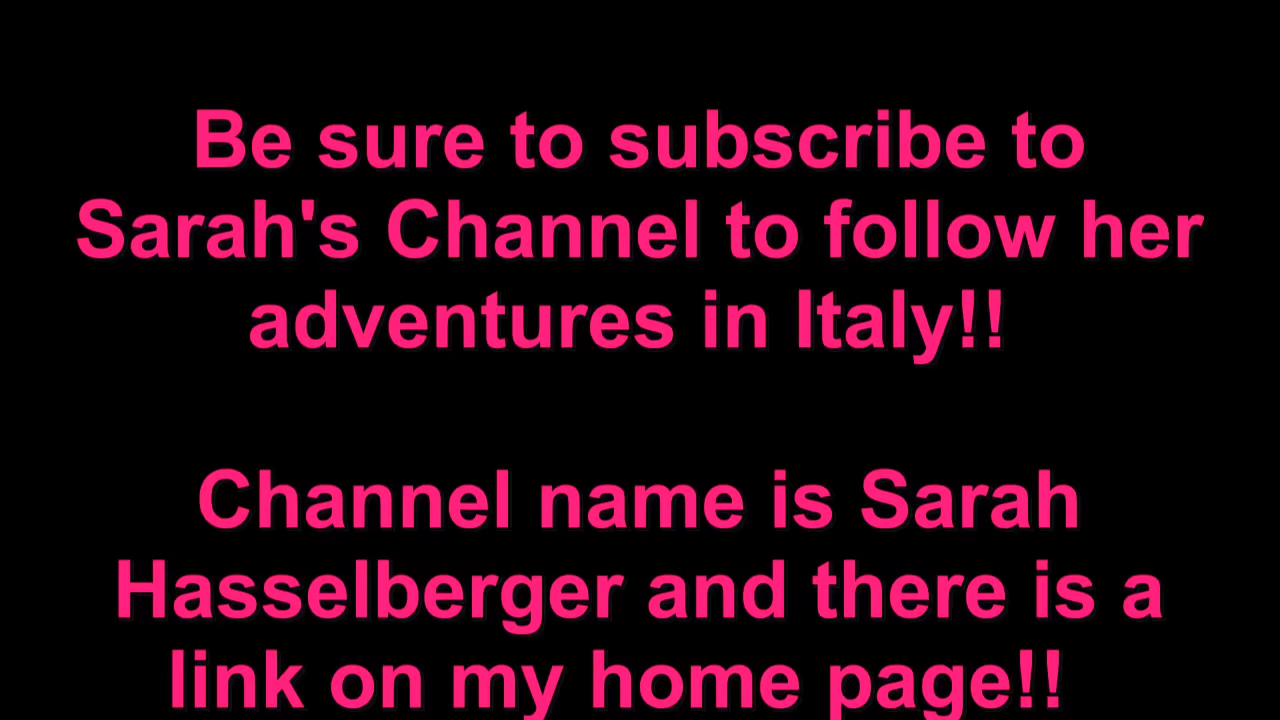 Be sure to subscribe to
Sarah's Channel to follow her
adventures in Italy!!
Channel name is Sarah
Hasselberger and there is a
link on my home page!!